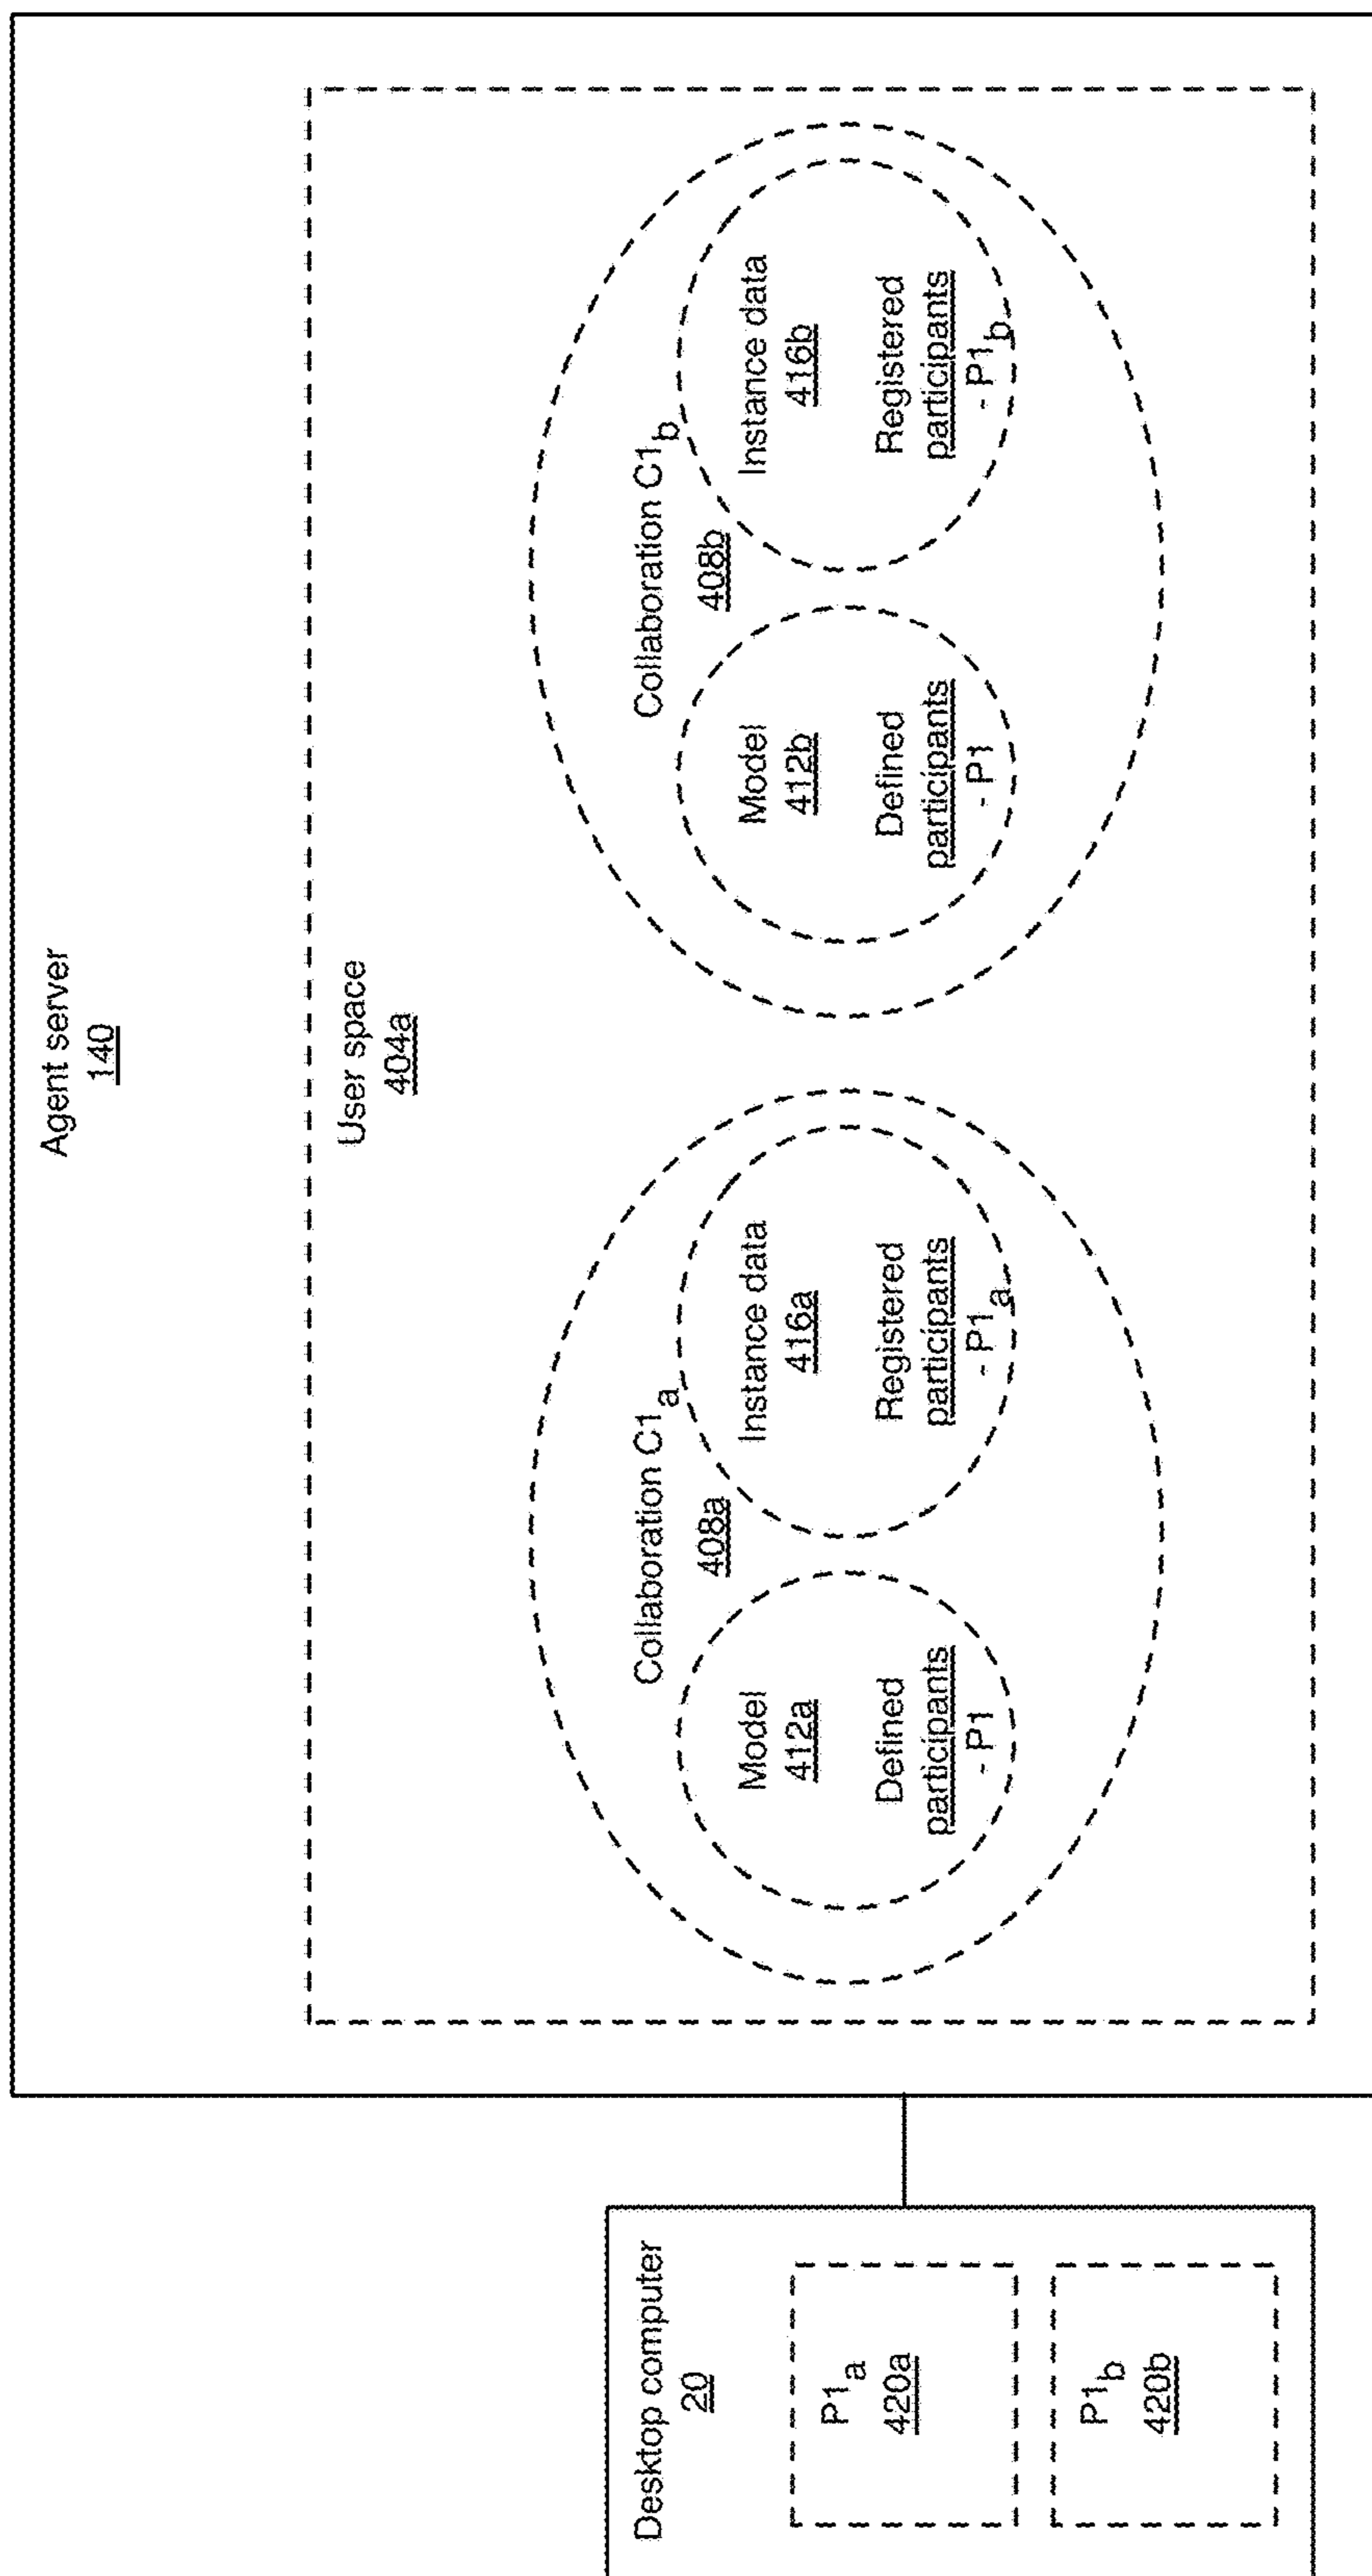 Agent server
140
User space
404a
Collaboration C1a
408a
Model
412a
Defined
participants
- P1
Instance data
416a
Registered
participants
- P1a
Collaboration C1b
408b
Model
412b
Defined
participants
- P1
Instance data
416b
Registered
participants
- P1b
Desktop computer
20
P1a
420a
P1b
420b